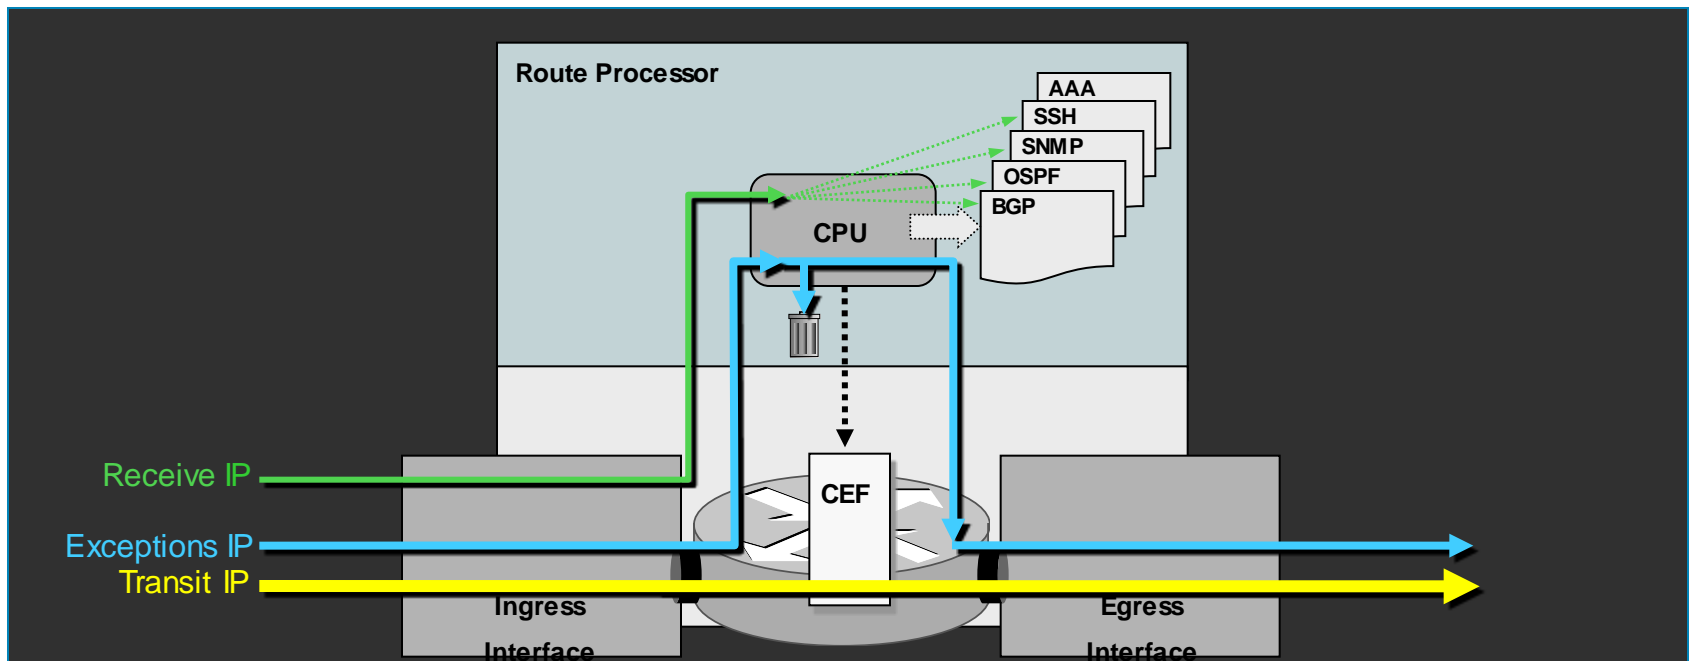 Route Processor
AAA
SSH
SNMP
OSPF
BGP
CPU
Receive IP
CEF
Exceptions IP
Transit IP
Ingress
Interface
Egress
Interface